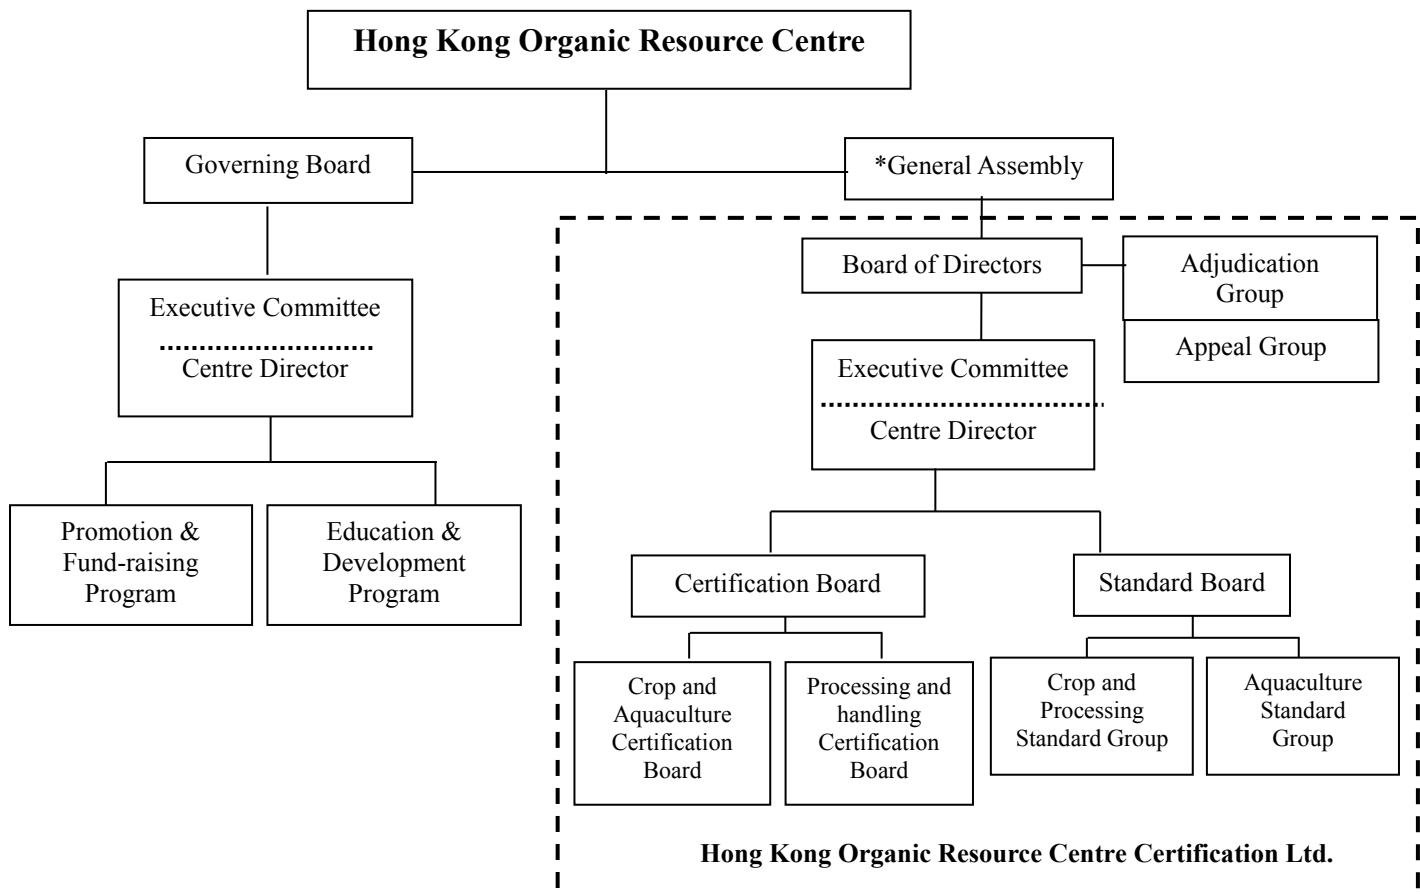 Hong Kong Organic Resource Centre
Governing Board
*General Assembly
Board of Directors
Adjudication
Group
Appeal Group
Executive Committee
Centre Director
Executive Committee
Centre Director
Promotion &
Fund-raising
Program
Education &
Development
Program
Certification Board
Standard Board
Crop and
Aquaculture
Certification
Board
Processing and
handling
Certification
Board
Crop and
Processing
Standard Group
Aquaculture
Standard
Group
Hong Kong Organic Resource Centre Certification Ltd.